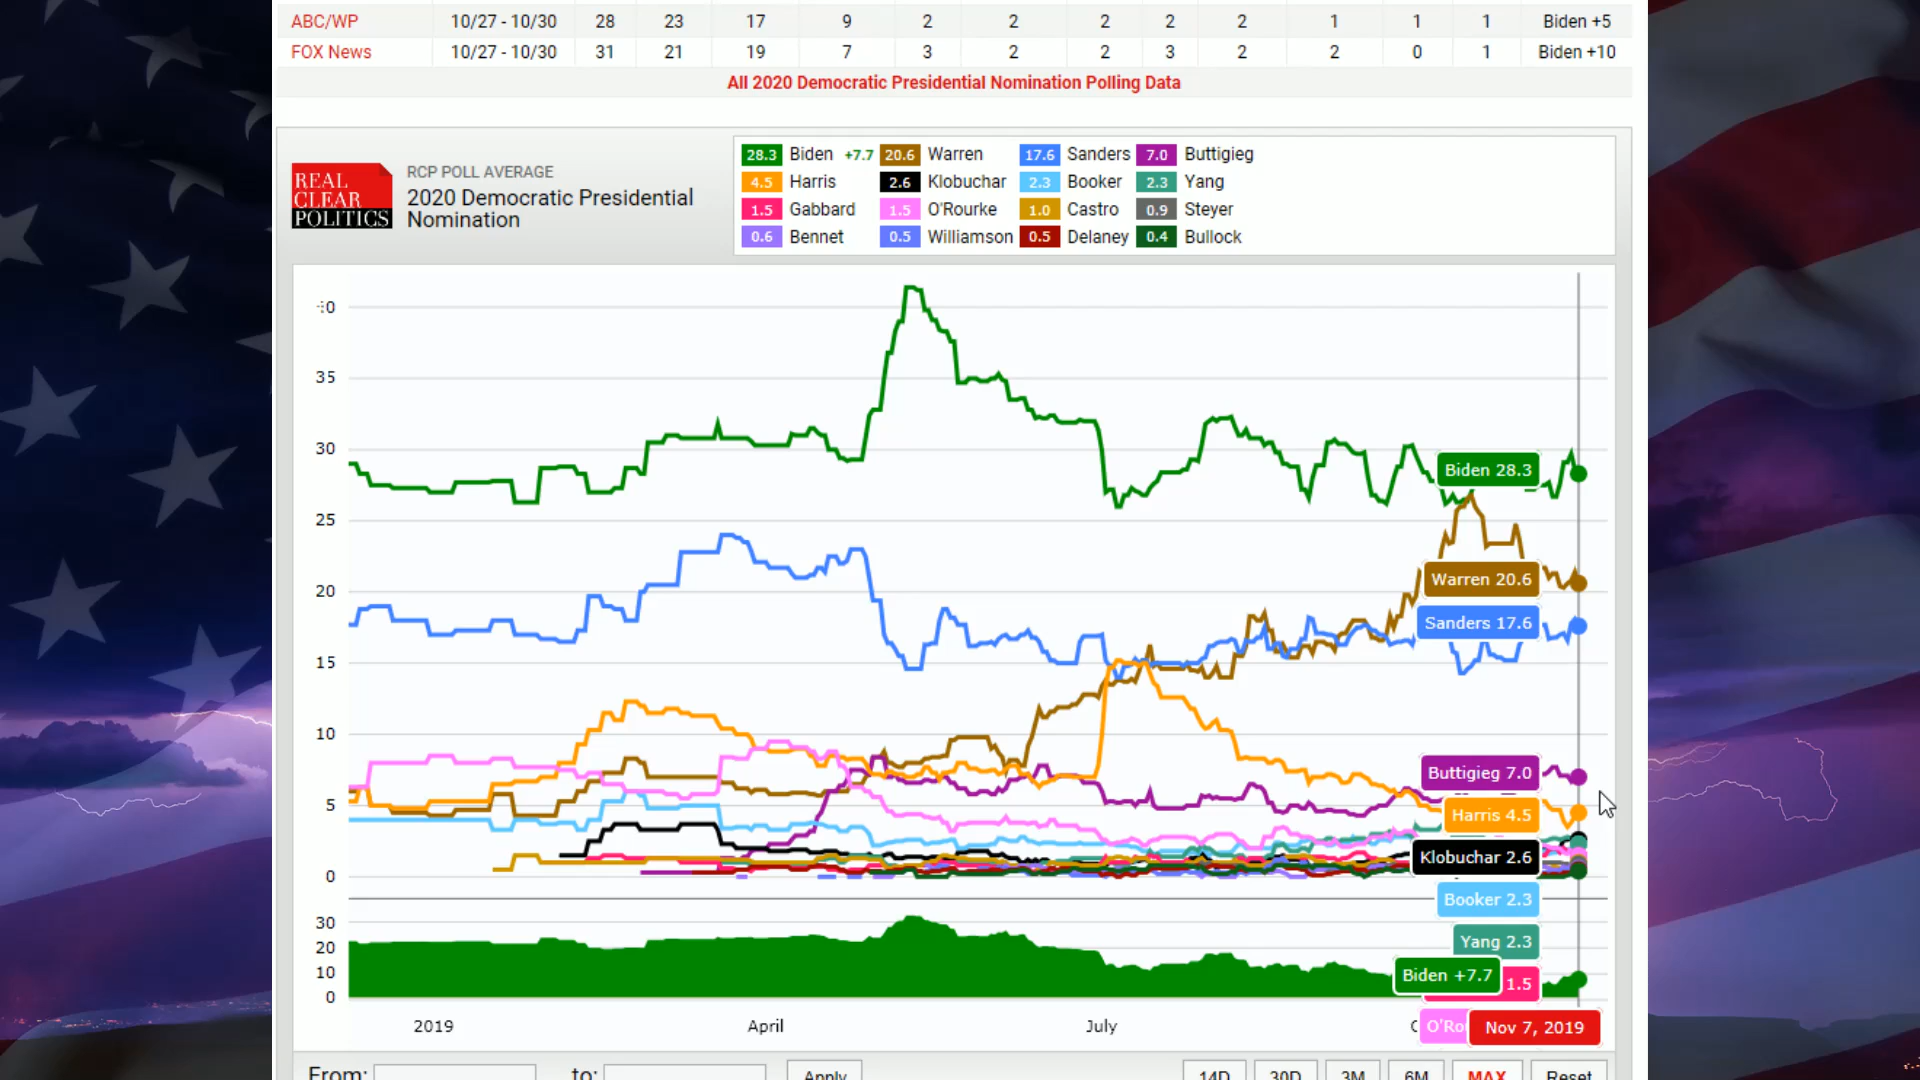 ABC/WP 10/27 - 10/30 28 23 17 9 2 2 2 2 2 1 1 1 Biden +5
FOX News 10/27 - 10/30 31 21 19 7 3 2 2 3 2 2 0 1 Biden +10
All 2020 Democratic Presidential Nomination Polling Data
REAL CLEAR POLITICS
RCP POLL AVERAGE
2020 Democratic Presidential
Nomination
28.3 Biden +7.7 20.6 Warren 17.6 Sanders 7.0 Buttigieg
4.5 Harris 2.6 Klobuchar 2.3 Booker 2.3 Yang
1.5 Gabbard 1.5 O'Rourke 1.0 Castro 0.9 Steyer
0.6 Bennet 0.5 Williamson 0.5 Delaney 0.4 Bullock
35
30
25
20
15
10
5
0
Biden 28.3
Warren 20.6
Sanders 17.6
Buttigieg 7.0
Harris 4.5
Klobuchar 2.6
Booker 2.3
Yang 2.3
30
20
10
0
Biden +7.7
1.5
O'Ro
2019 April July
Nov 7, 2019
From: to: Apply 14D 30D 3M 6M MAX Reset